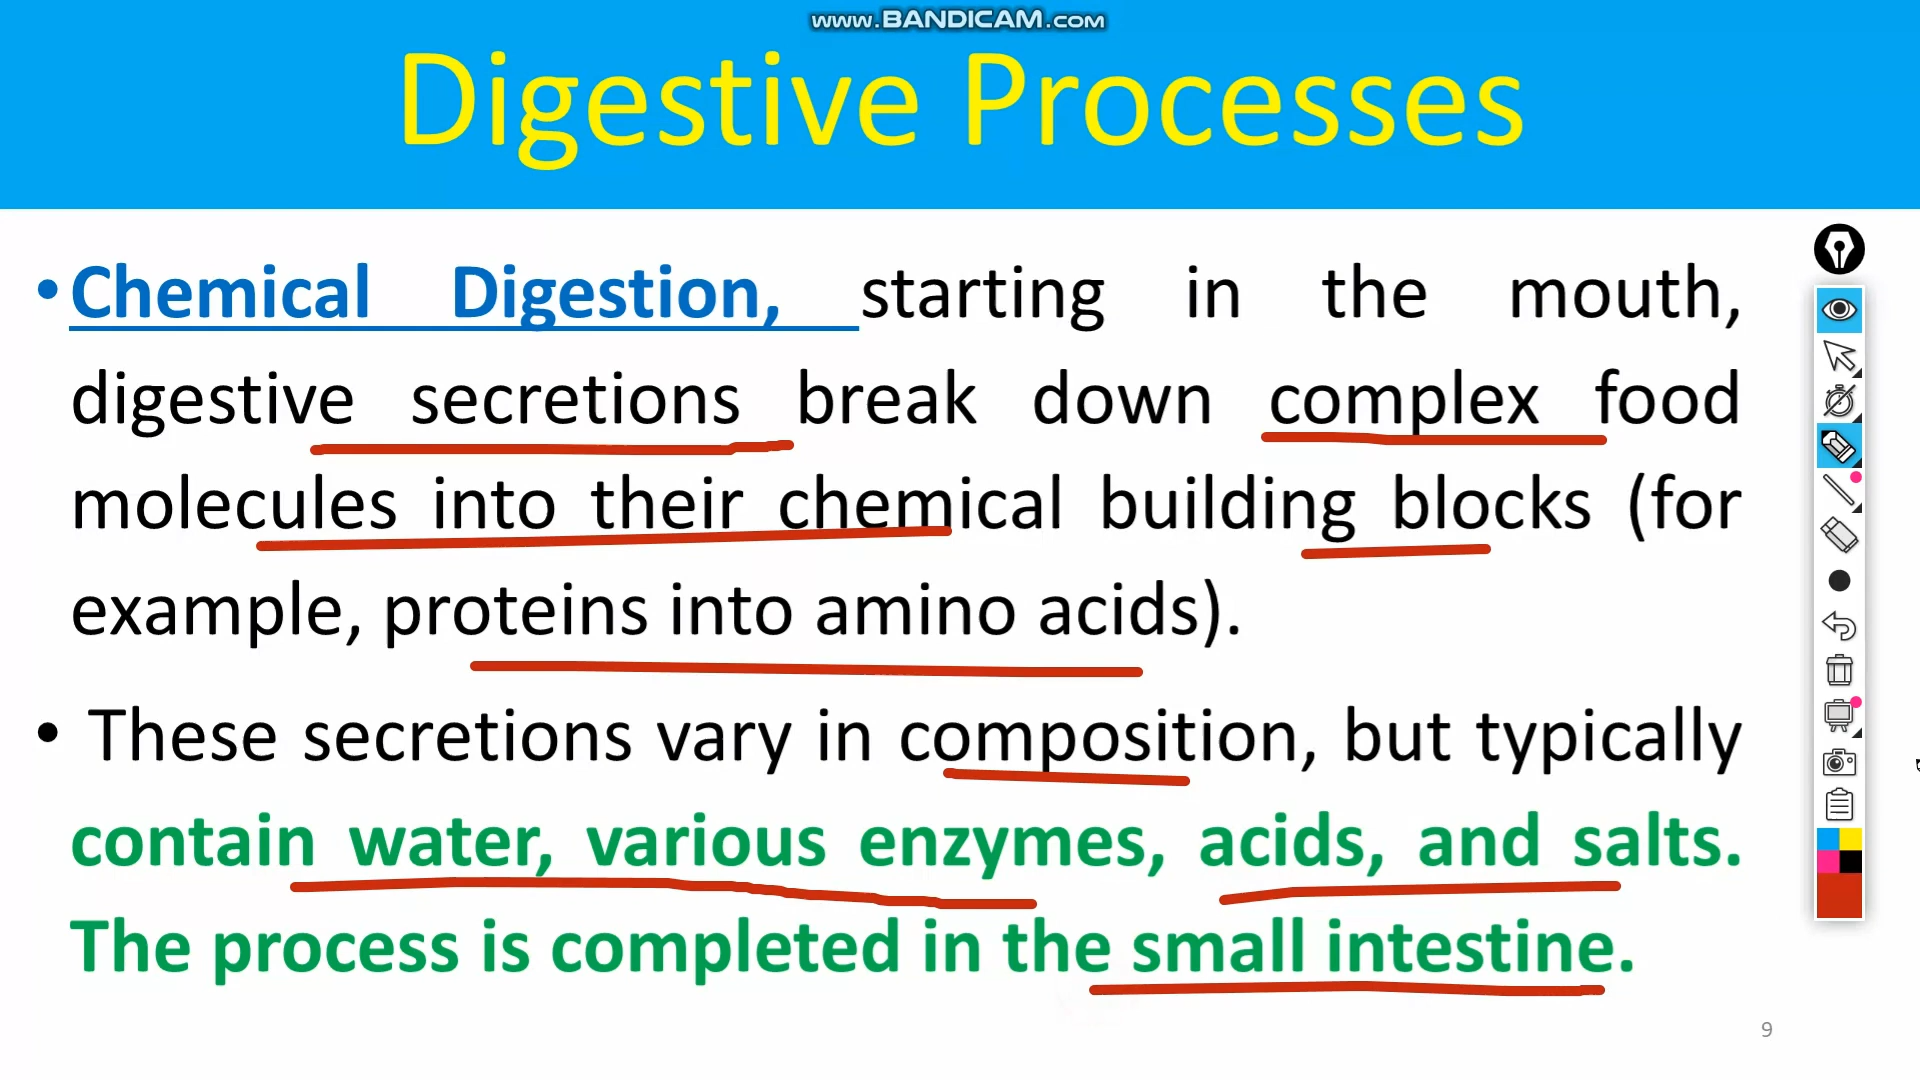 www.BANDICAM.com
Digestive Processes
• Chemical Digestion, starting in the mouth,
digestive secretions break down complex food
molecules into their chemical building blocks (for
example, proteins into amino acids).
• These secretions vary in composition, but typically
contain water, various enzymes, acids, and salts.
The process is completed in the small intestine.
9